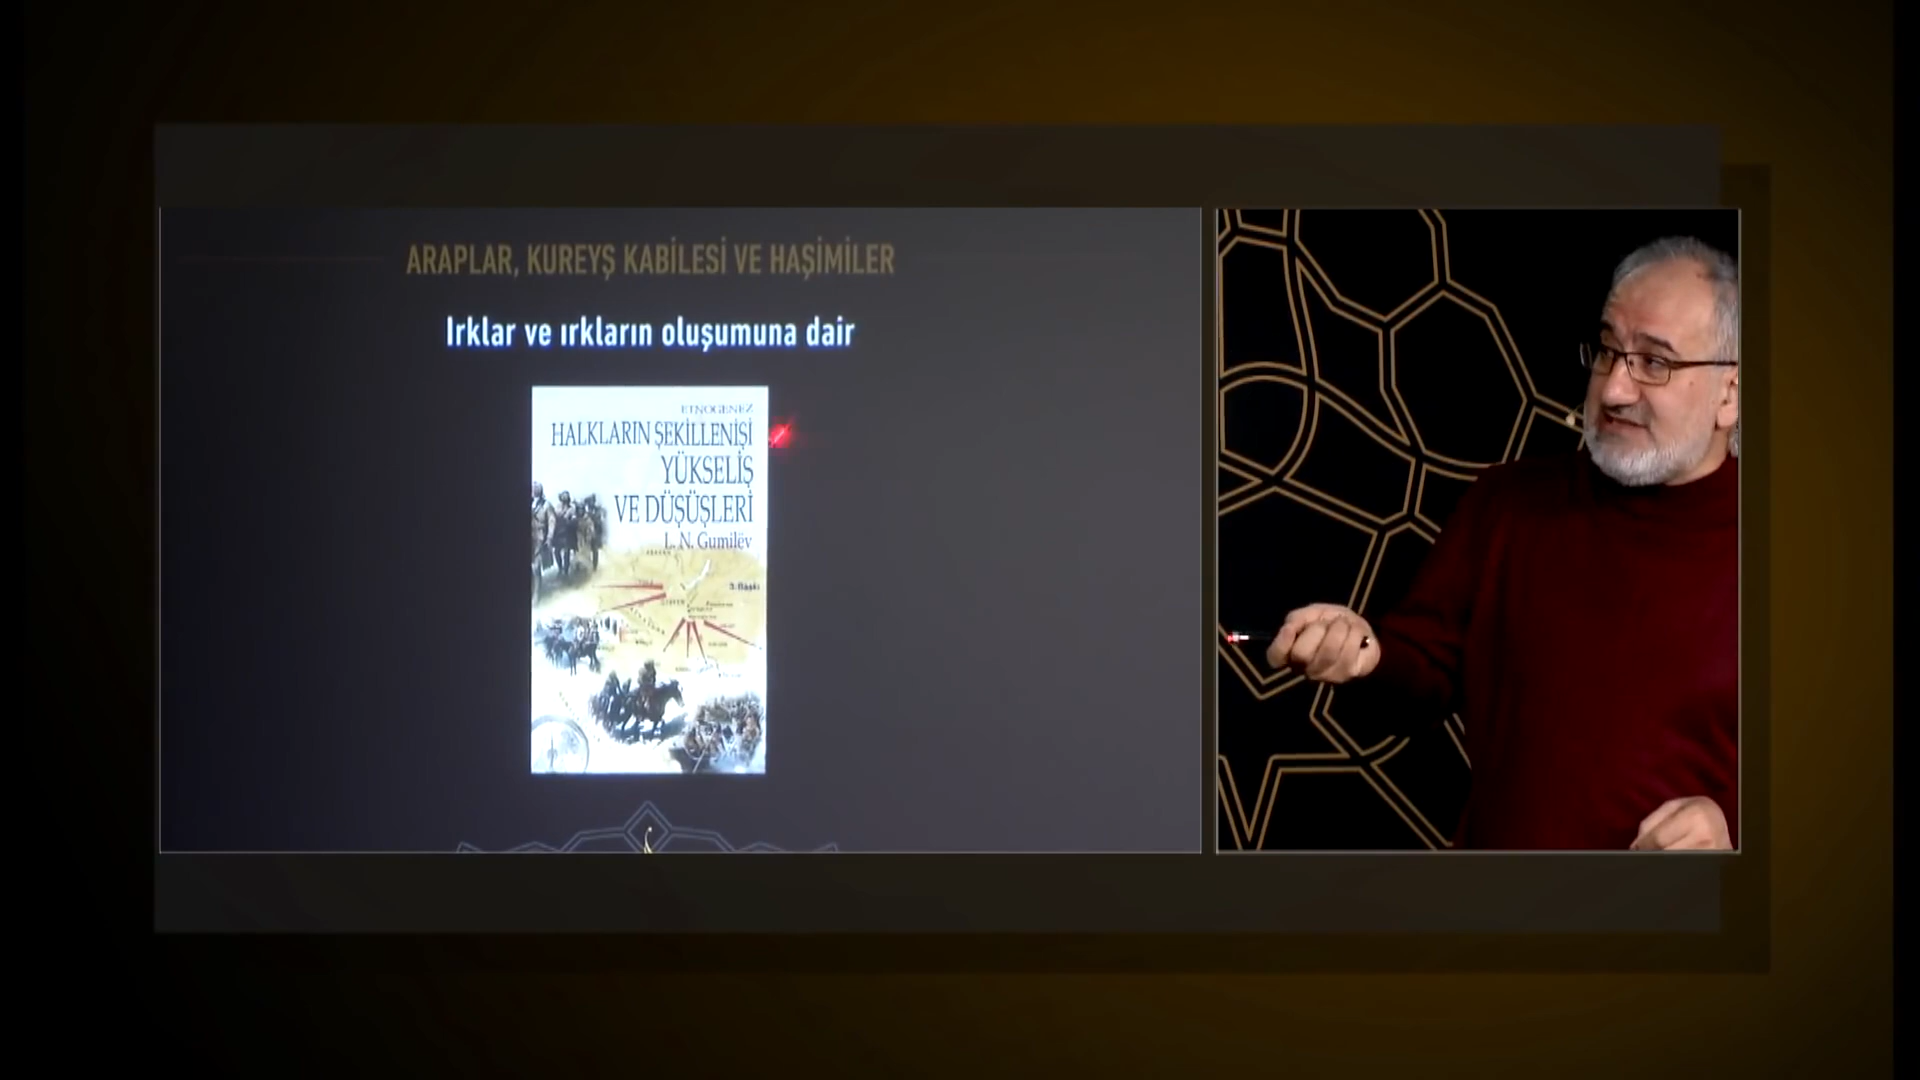 ARAPLAR, KUREYŞ KABİLESİ VE HAŞİMİLER
Irklar ve ırkların oluşumuna dair
ETNOGENEZ
HALKLARIN ŞEKİLLENİŞİ
YÜKSELİŞ
VE DÜŞÜŞLERİ
L. N. Gumilëv
3. Baskı